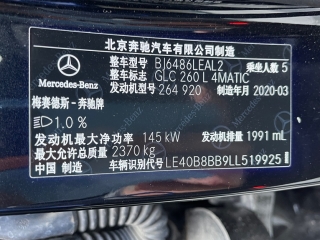 北京奔驰汽车有限公司制造
Mercedes-Benz
整车型号 BJ6486LEAL2 乘坐人数 5
整车标志 GLC 260 L 4MATIC
发动机型号 264 920 制造年月 2020-03
梅赛德斯－奔驰牌
1.0 %
发动机最大净功率 145 kW 发动机排量 1991 mL
最大允许总质量 2370 kg
中国 制造 车辆识别代号 LE40B8BB9LL519925